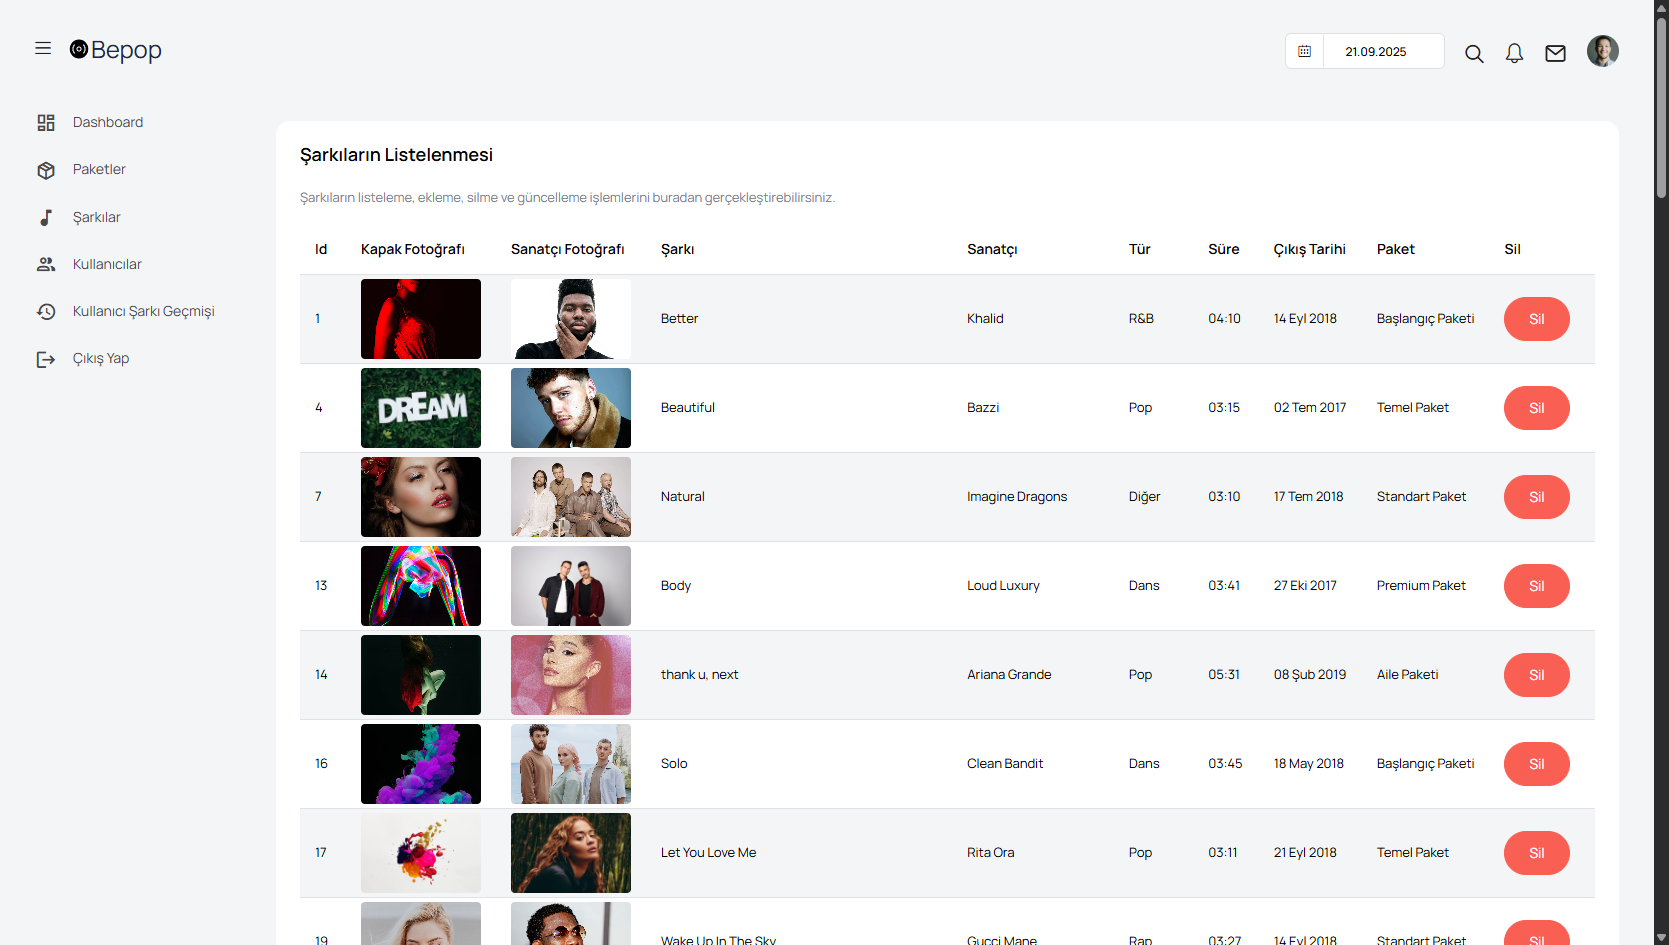 Bepop
21.09.2025
Dashboard
Paketler
Şarkılar
Kullanıcılar
Kullanıcı Şarkı Geçmişi
Çıkış Yap
Şarkıların Listelenmesi
Şarkıların listeleme, ekleme, silme ve güncelleme işlemlerini buradan gerçekleştirebilirsiniz.
Id Kapak Fotoğrafı Sanatçı Fotoğrafı Şarkı Sanatçı Tür Süre Çıkış Tarihi Paket Sil
1 Better Khalid R&B 04:10 14 Eyl 2018 Başlangıç Paketi Sil
4 DREAM Beautiful Bazzi Pop 03:15 02 Tem 2017 Temel Paket Sil
7 Natural Imagine Dragons Diğer 03:10 17 Tem 2018 Standart Paket Sil
13 Body Loud Luxury Dans 03:41 27 Eki 2017 Premium Paket Sil
14 thank u, next Ariana Grande Pop 05:31 08 Şub 2019 Aile Paketi Sil
16 Solo Clean Bandit Dans 03:45 18 May 2018 Başlangıç Paketi Sil
17 Let You Love Me Rita Ora Pop 03:11 21 Eyl 2018 Temel Paket Sil
19 Wake Up In The Sky Gucci Mane Rap 03:27 14 Eyl 2018 Standart Paket Sil